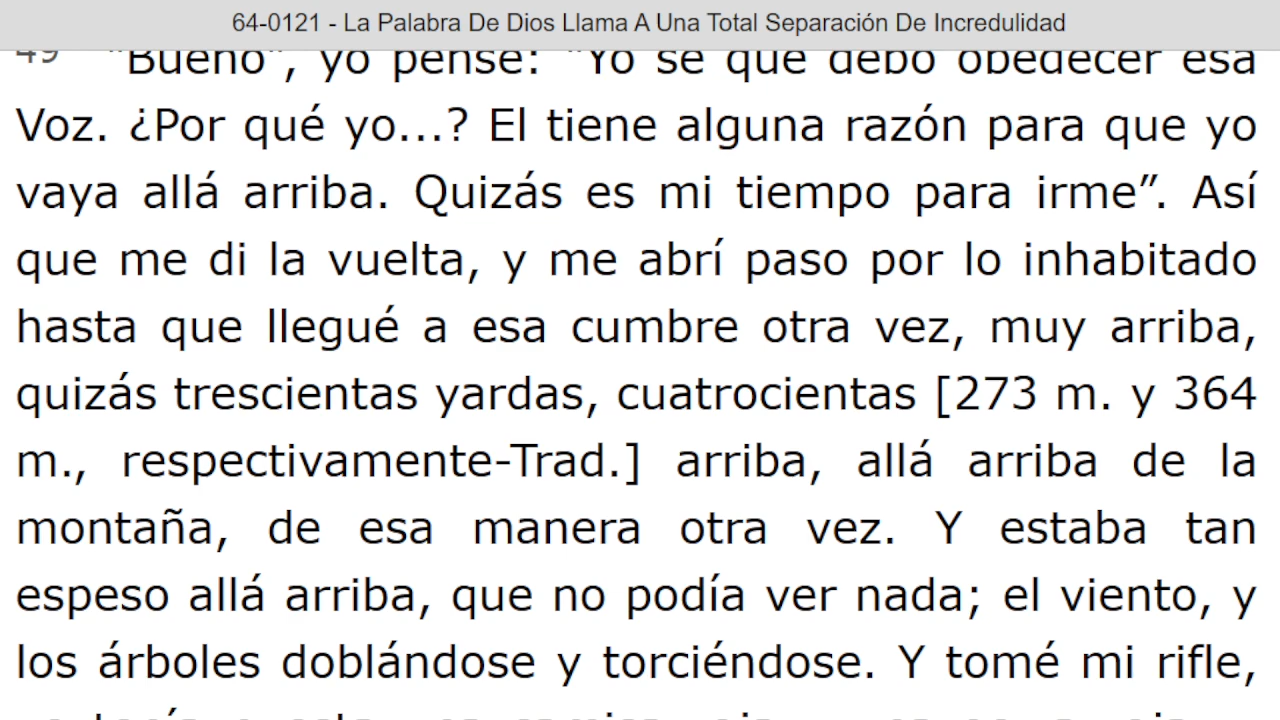 64-0121 - La Palabra De Dios Llama A Una Total Separación De Incredulidad
49 "Bueno", yo pensé: "Yo sé que debo obedecer esa
Voz. ¿Por qué yo...? El tiene alguna razón para que yo
vaya allá arriba. Quizás es mi tiempo para irme”. Así
que me di la vuelta, y me abrí paso por lo inhabitado
hasta que llegué a esa cumbre otra vez, muy arriba,
quizás trescientas yardas, cuatrocientas [273 m. y 364
m., respectivamente-Trad.] arriba, allá arriba de la
montaña, de esa manera otra vez. Y estaba tan
espeso allá arriba, que no podía ver nada; el viento, y
los árboles doblándose y torciéndose. Y tomé mi rifle,